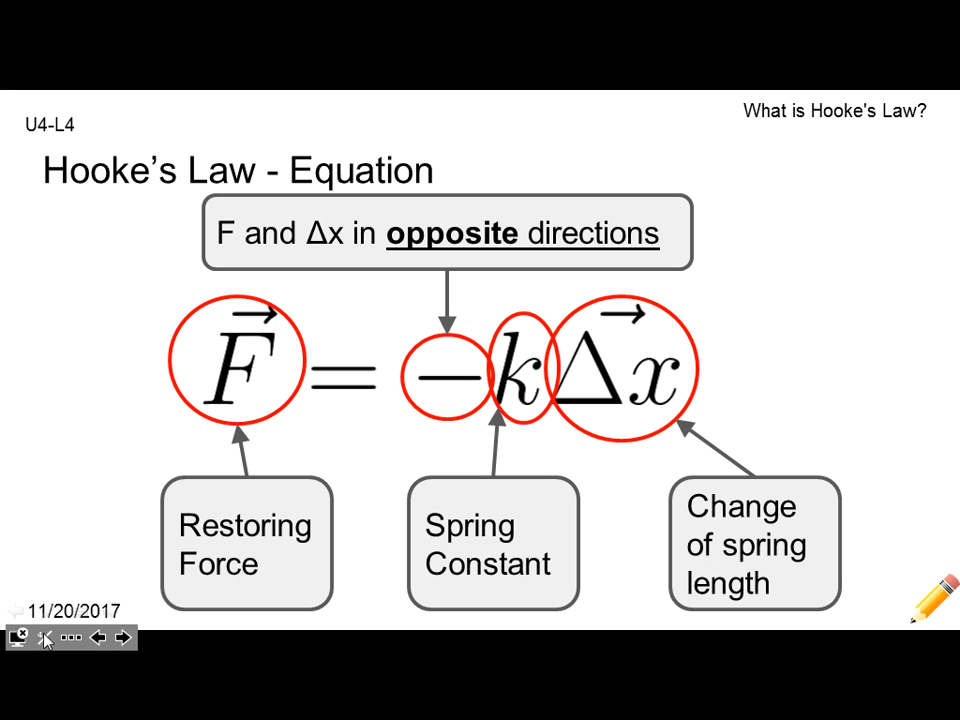 What is Hooke's Law?
U4-L4
Hooke’s Law - Equation
F and Δx in opposite directions
F⃗ = −kΔx⃗
Restoring
Force
Spring
Constant
Change
of spring
length
11/20/2017